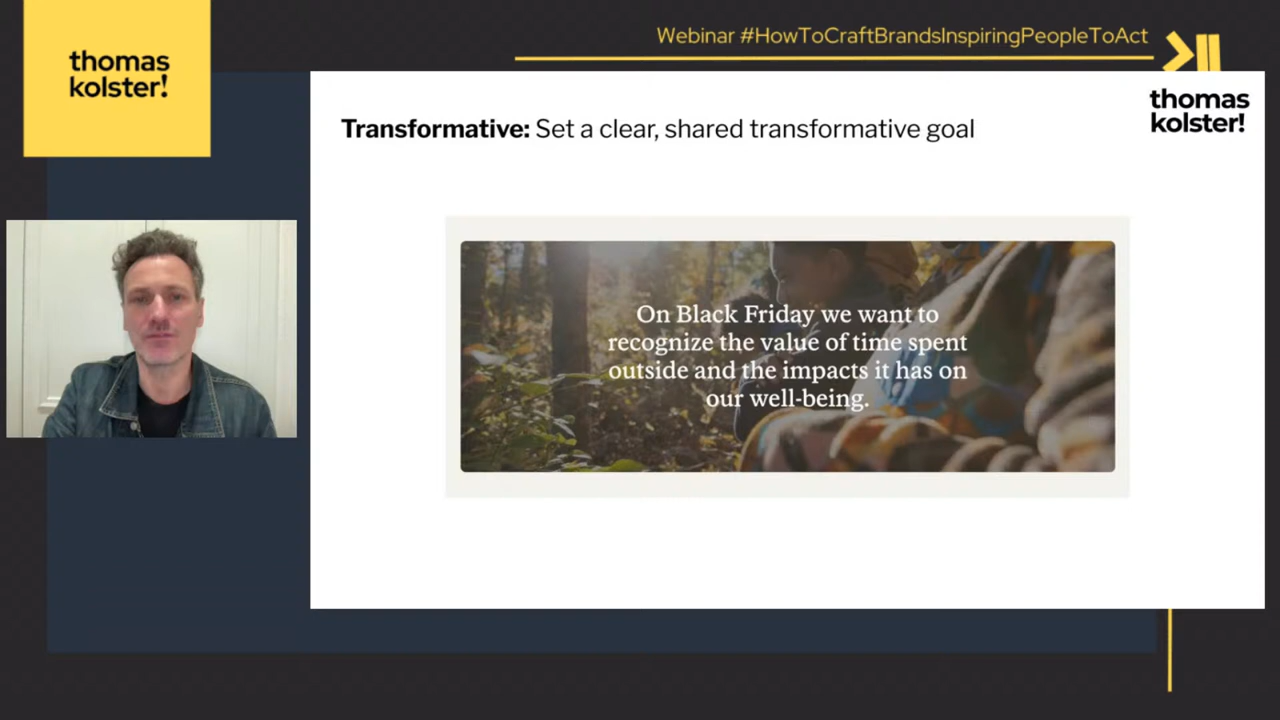 thomas
kolster!
Webinar #HowToCraftBrandsInspiringPeopleToAct
thomas
kolster!
Transformative: Set a clear, shared transformative goal
On Black Friday we want to
recognize the value of time spent
outside and the impacts it has on
our well-being.